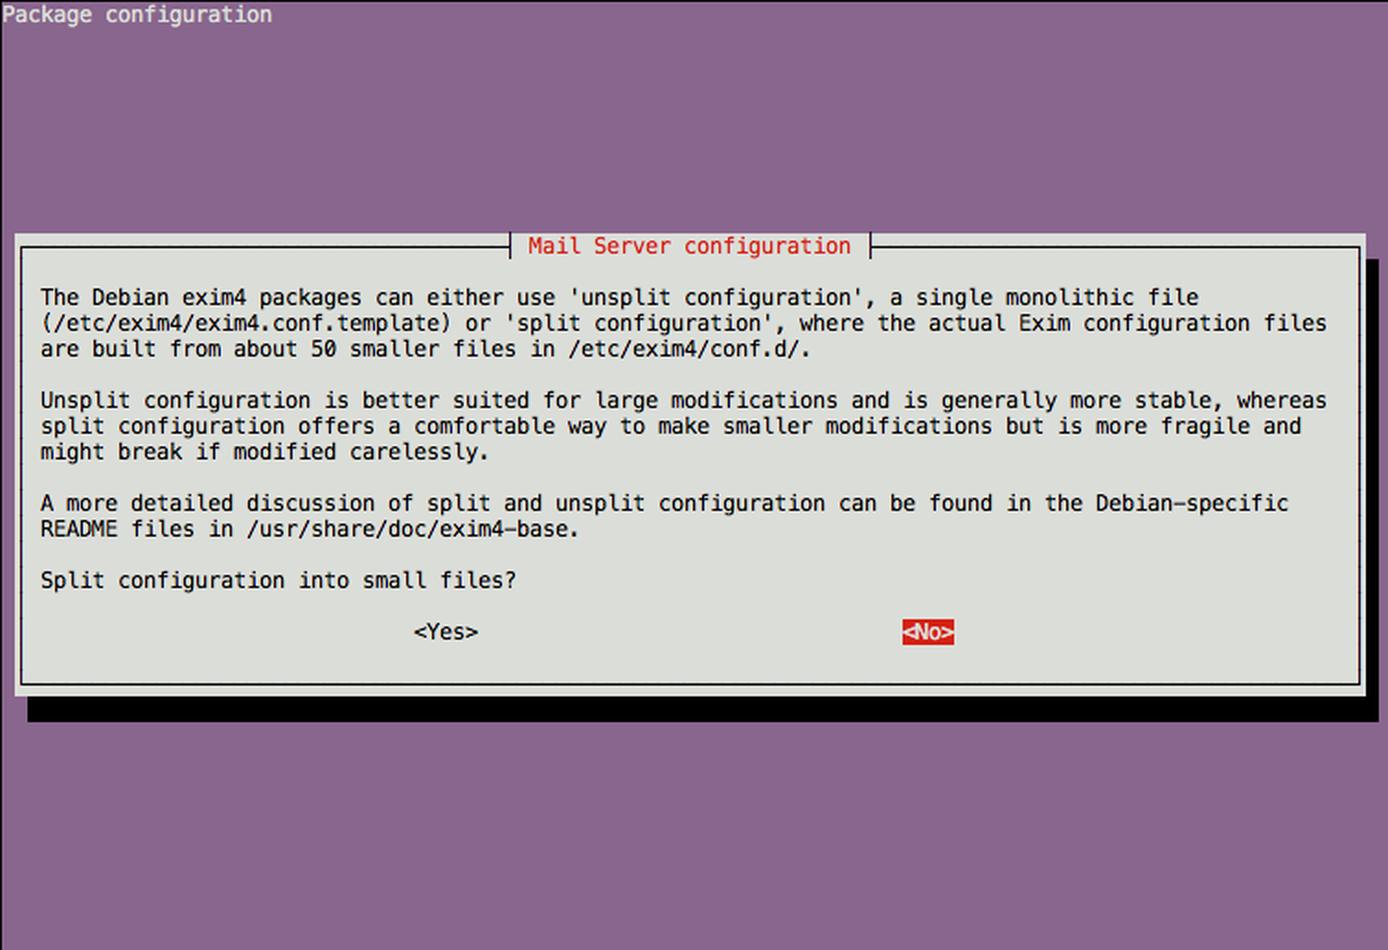 Package configuration
Mail Server configuration
The Debian exim4 packages can either use 'unsplit configuration', a single monolithic file
(/etc/exim4/exim4.conf.template) or 'split configuration', where the actual Exim configuration files
are built from about 50 smaller files in /etc/exim4/conf.d/.
Unsplit configuration is better suited for large modifications and is generally more stable, whereas
split configuration offers a comfortable way to make smaller modifications but is more fragile and
might break if modified carelessly.
A more detailed discussion of split and unsplit configuration can be found in the Debian-specific
README files in /usr/share/doc/exim4-base.
Split configuration into small files?
<Yes> <No>